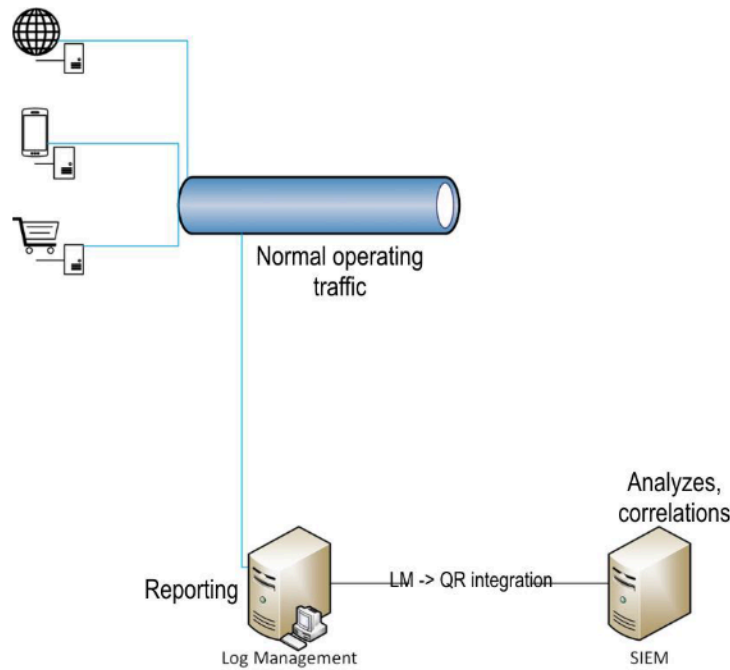 Normal operating
traffic
Analyzes,
correlations
Reporting
LM -> QR integration
Log Management
SIEM